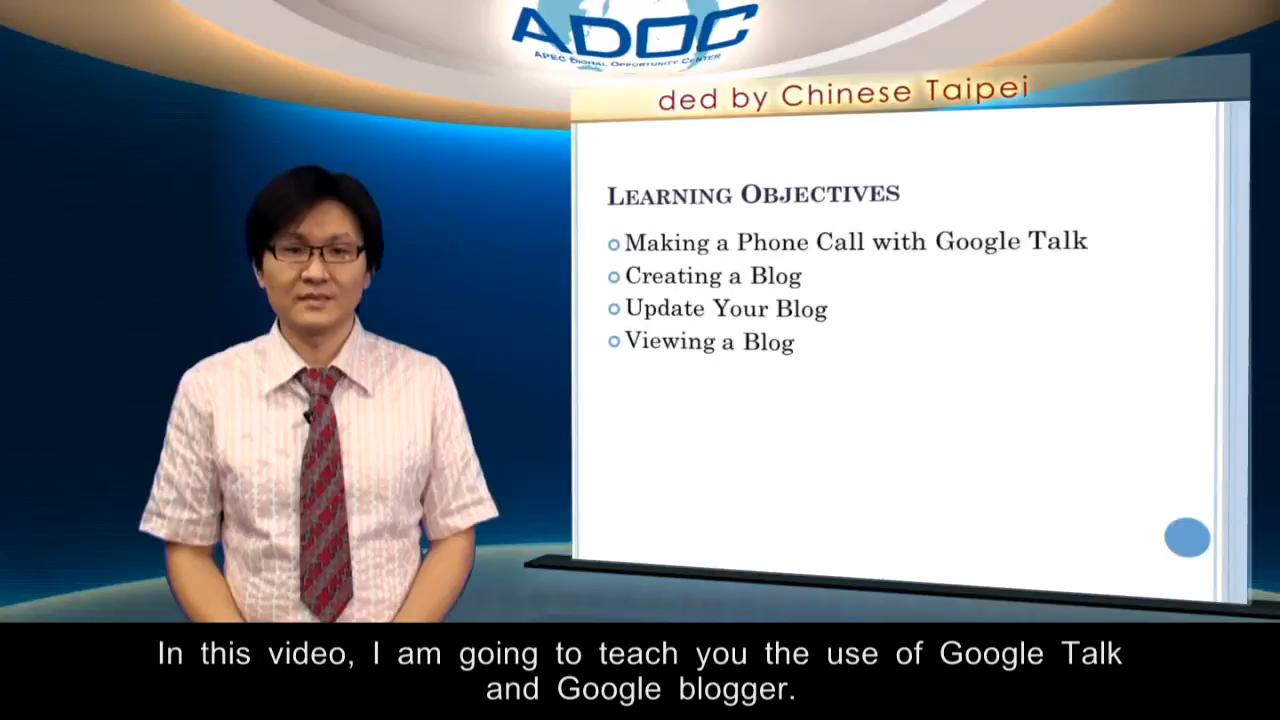 ADOC
APEC DIGITAL OPPORTUNITY CENTER
ded by Chinese Taipei
LEARNING OBJECTIVES
Making a Phone Call with Google Talk
Creating a Blog
Update Your Blog
Viewing a Blog
In this video, I am going to teach you the use of Google Talk
and Google blogger.